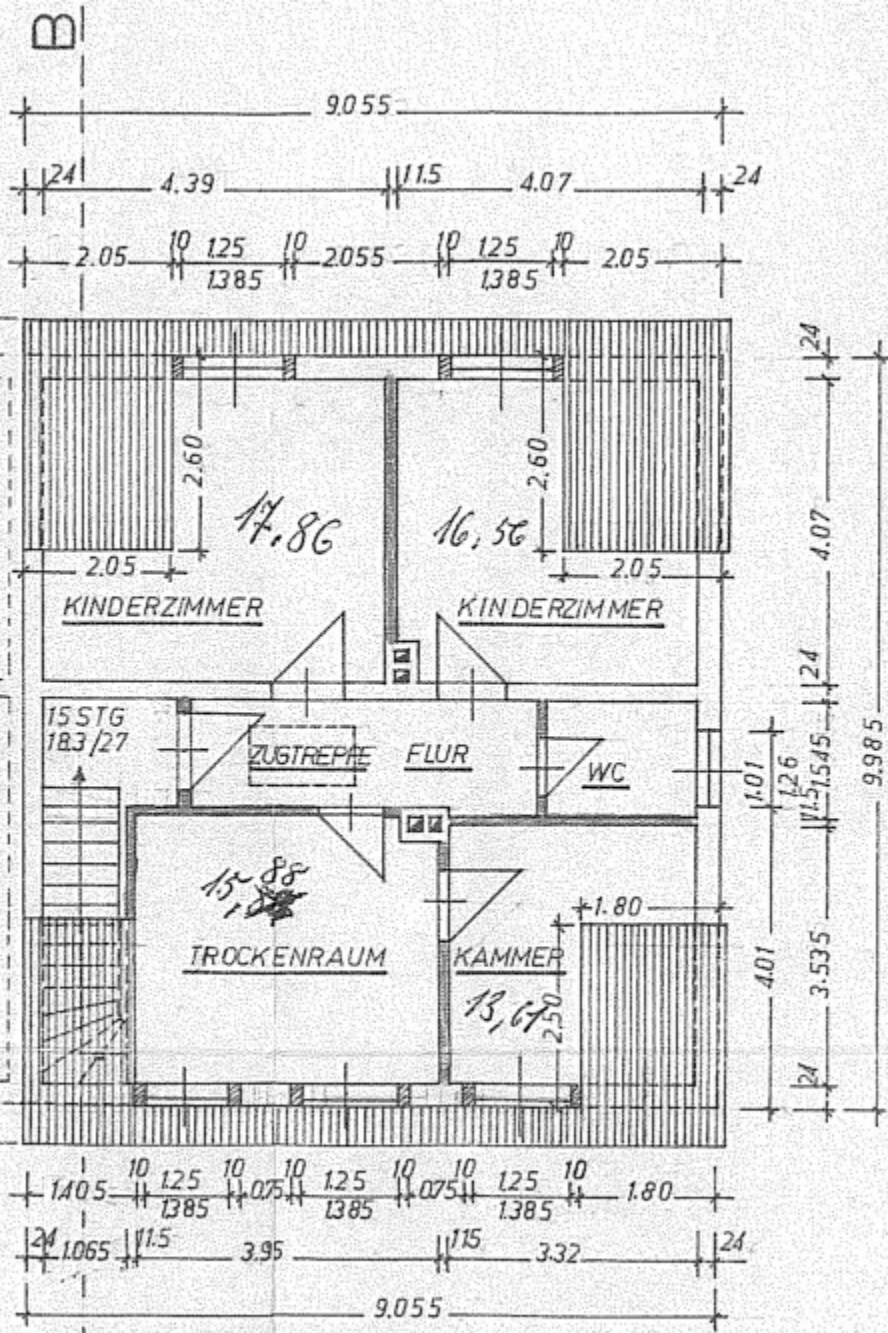 B
9,055
24 4.39 11.5 4.07 24
2.05 10 1.25 10 2.055 10 1.25 10 2.05
1.385 1.385
24
2.60 2.60
17.86 16,56
4.07
2.05 2.05
KINDERZIMMER KINDERZIMMER
24
15 STG
18.3 /27
ZUGTREPPE FLUR WC
1.01 1.26 1.545
11.5
9.985
15,88
1.80
TROCKENRAUM KAMMER
13,67
2.50
4.01 3.535
24
1.405 10 1.25 10 0.75 10 1.25 10 0.75 10 1.25 10 1.80
1.385 1.385 1.385
24 1.065 11.5 3.95 11.5 3.32 24
9.055